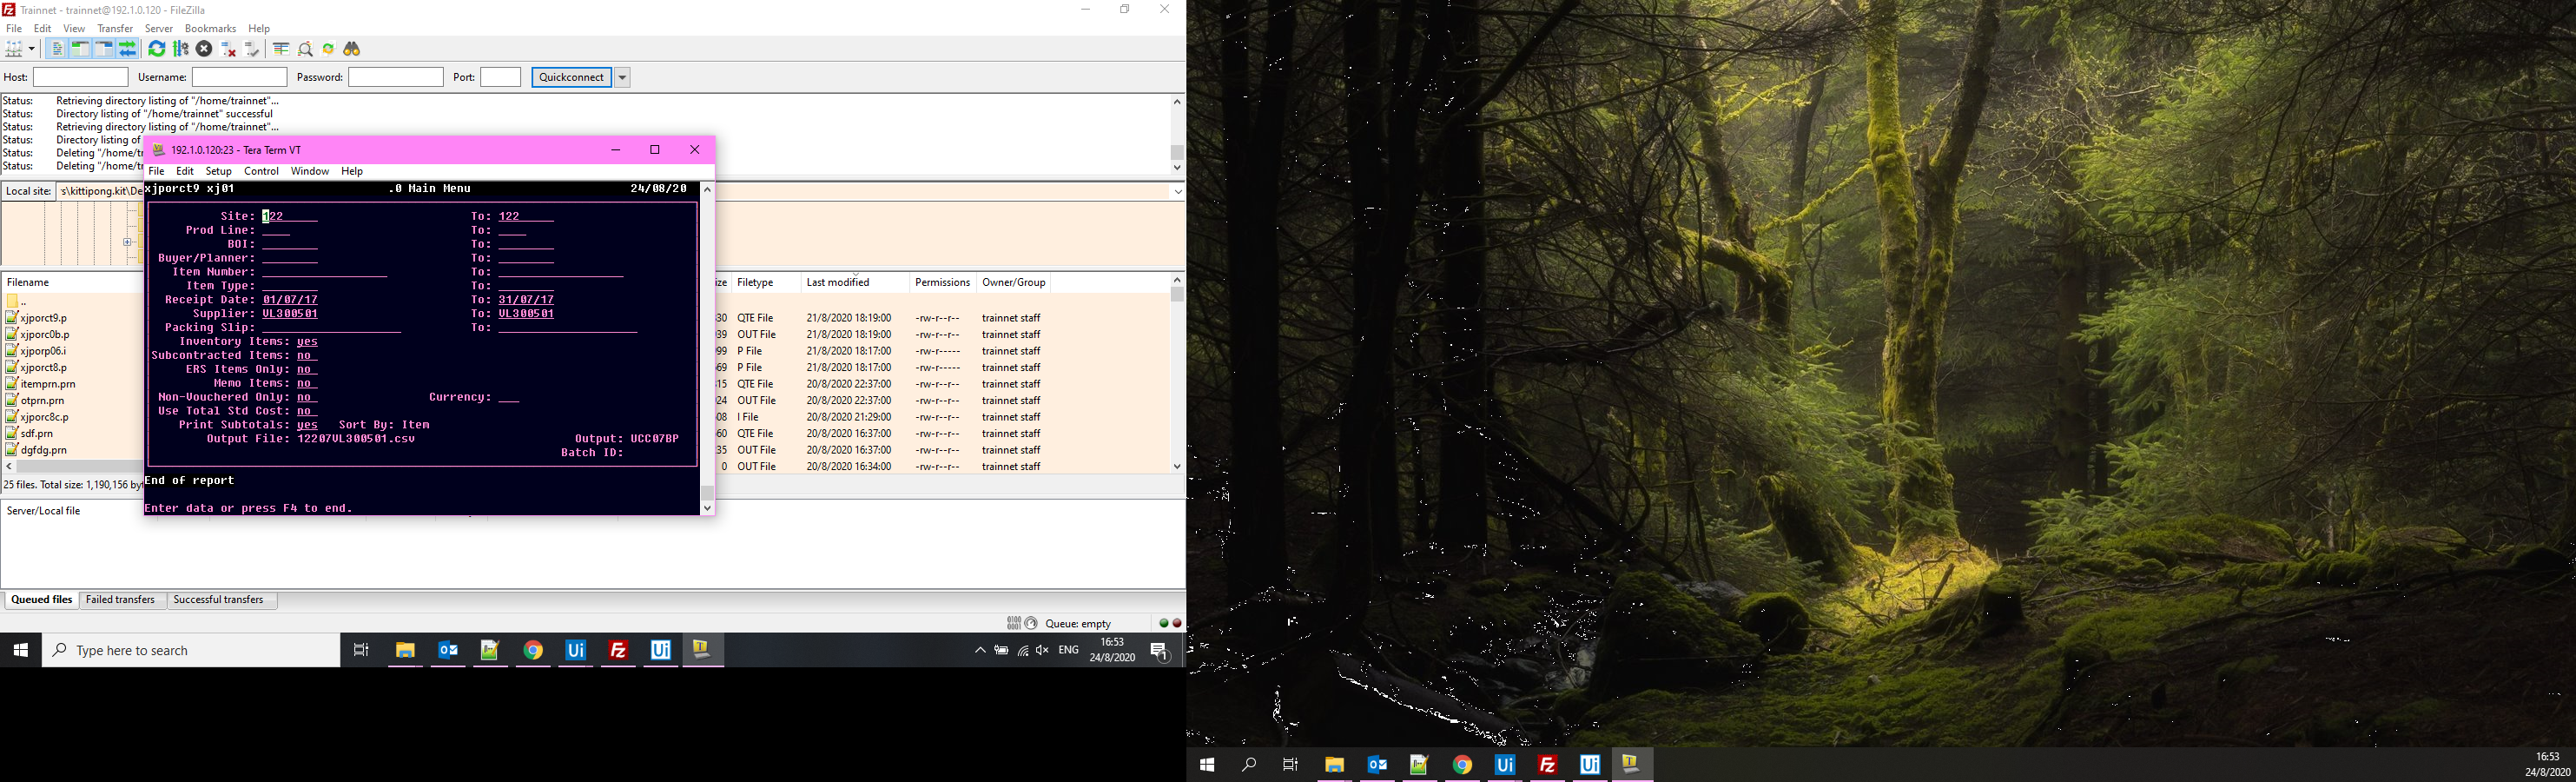 Trainnet - trainnet@192.1.0.120 - FileZilla
File Edit View Transfer Server Bookmarks Help
Host: Username: Password: Port: Quickconnect
Status: Retrieving directory listing of "/home/trainnet"...
Status: Directory listing of "/home/trainnet" successful
Status: Retrieving directory listing of "/home/trainnet"...
Status: Directory listing of
Status: Deleting "/home/tr
Status: Deleting "/home/tr
Local site: 's\kittipong.kit\De
192.1.0.120:23 - Tera Term VT
File Edit Setup Control Window Help
xjporct9 xj01 .0 Main Menu 24/08/20
Site: 122 To: 122
Prod Line: To:
BOI: To:
Buyer/Planner: To:
Item Number: To:
Item Type: To:
Receipt Date: 01/07/17 To: 31/07/17
Supplier: VL300501 To: VL300501
Packing Slip: To:
Inventory Items: yes
Subcontracted Items: no
ERS Items Only: no
Memo Items: no
Non-Vouchered Only: no Currency:
Use Total Std Cost: no
Print Subtotals: yes Sort By: Item
Output File: 12207VL300501.csv Output: UCC07BP
Batch ID:
End of report
Enter data or press F4 to end.
Filename
..
xjporct9.p
xjporc0b.p
xjporp06.i
xjporct8.p
itemprn.prn
otprn.prn
xjporc8c.p
sdf.prn
dgfdg.prn
ize Filetype Last modified Permissions Owner/Group
330 QTE File 21/8/2020 18:19:00 -rw-r--r-- trainnet staff
939 OUT File 21/8/2020 18:19:00 -rw-r--r-- trainnet staff
999 P File 21/8/2020 18:17:00 -rw-r----- trainnet staff
569 P File 21/8/2020 18:17:00 -rw-r----- trainnet staff
315 QTE File 20/8/2020 22:37:00 -rw-r--r-- trainnet staff
924 OUT File 20/8/2020 22:37:00 -rw-r--r-- trainnet staff
508 I File 20/8/2020 21:29:00 -rw-r--r-- trainnet staff
560 QTE File 20/8/2020 16:37:00 -rw-r--r-- trainnet staff
235 OUT File 20/8/2020 16:37:00 -rw-r--r-- trainnet staff
0 OUT File 20/8/2020 16:34:00 -rw-r--r-- trainnet staff
25 files. Total size: 1,190,156 byt
Server/Local file
Queued files Failed transfers Successful transfers
Queue: empty
Type here to search
ENG
16:53
24/8/2020
1
16:53
24/8/2020